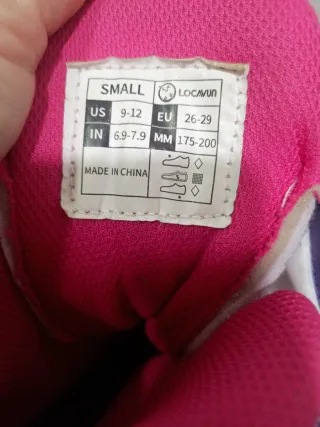 SMALL LOCAVUN
US 9-12 EU 26-29
IN 6.9-7.9 MM 175-200
MADE IN CHINA